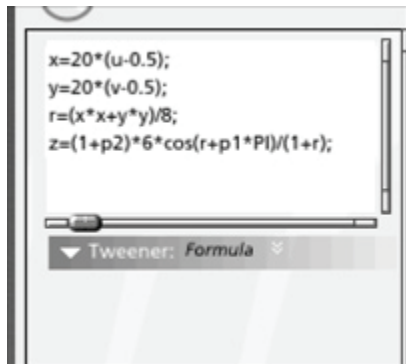 x=20*(u-0.5);
y=20*(v-0.5);
r=(x*x+y*y)/8;
z=(1+p2)*6*cos(r+p1*PI)/(1+r);
Tweener: Formula